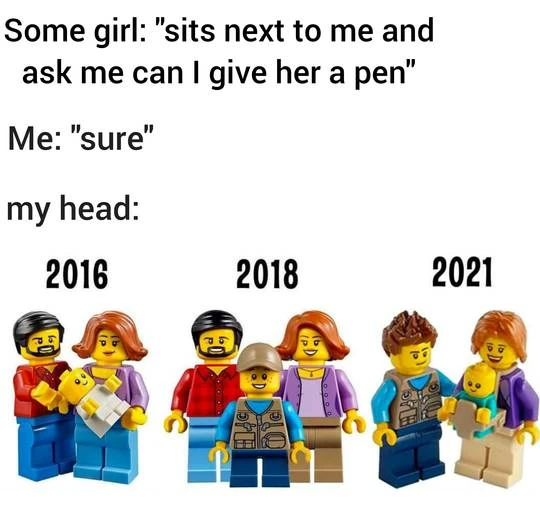 Some girl: "sits next to me and
ask me can I give her a pen"
Me: "sure"
my head:
2016 2018 2021